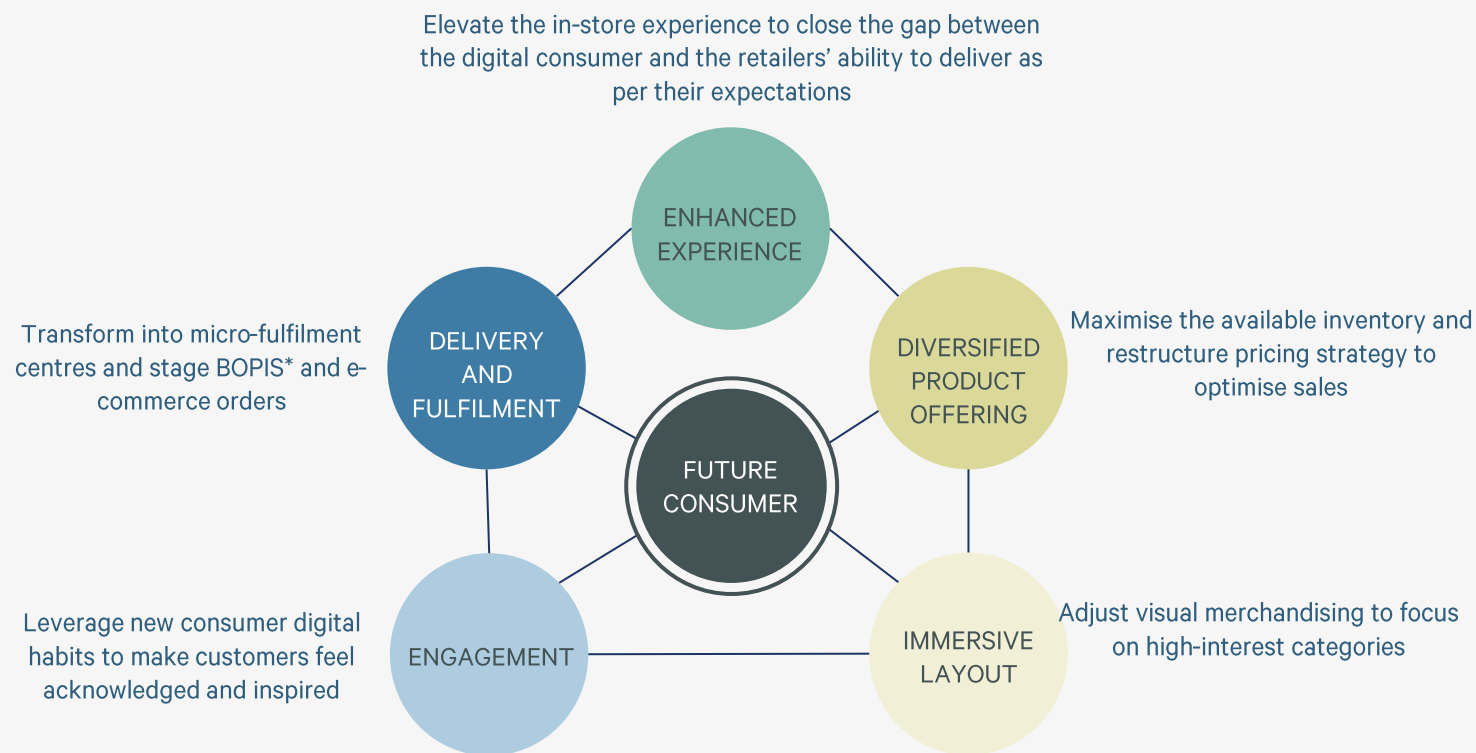 Elevate the in-store experience to close the gap between
the digital consumer and the retailers’ ability to deliver as
per their expectations
ENHANCED
EXPERIENCE
Transform into micro-fulfilment
centres and stage BOPIS* and e-
commerce orders
DELIVERY
AND
FULFILMENT
DIVERSIFIED
PRODUCT
OFFERING
Maximise the available inventory and
restructure pricing strategy to
optimise sales
FUTURE
CONSUMER
Leverage new consumer digital
habits to make customers feel
acknowledged and inspired
ENGAGEMENT
IMMERSIVE
LAYOUT
Adjust visual merchandising to focus
on high-interest categories